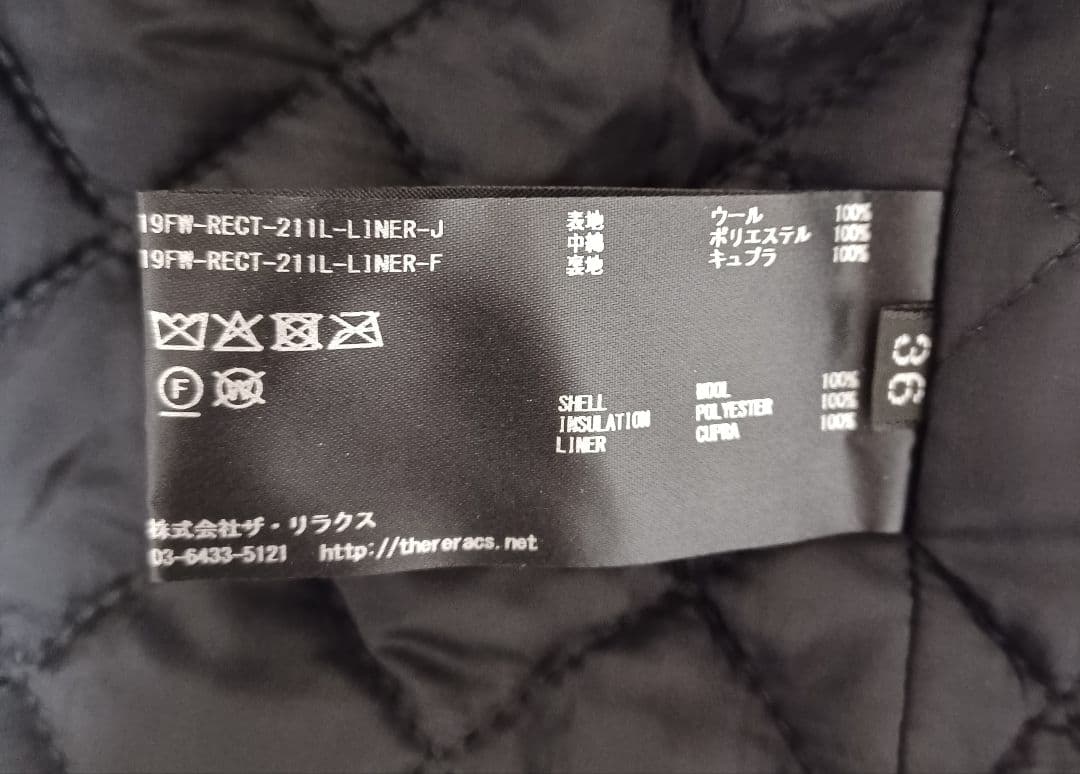 19FW-RECT-211L-LINER-J
19FW-RECT-211L-LINER-F
表地 ウール 100%
中綿 ポリエステル 100%
裏地 キュプラ 100%
F
W
36
SHELL WOOL 100%
INSULATION POLYESTER 100%
LINER CUPRA 100%
株式会社ザ・リラクス
03-6433-5121 http://thereracs.net